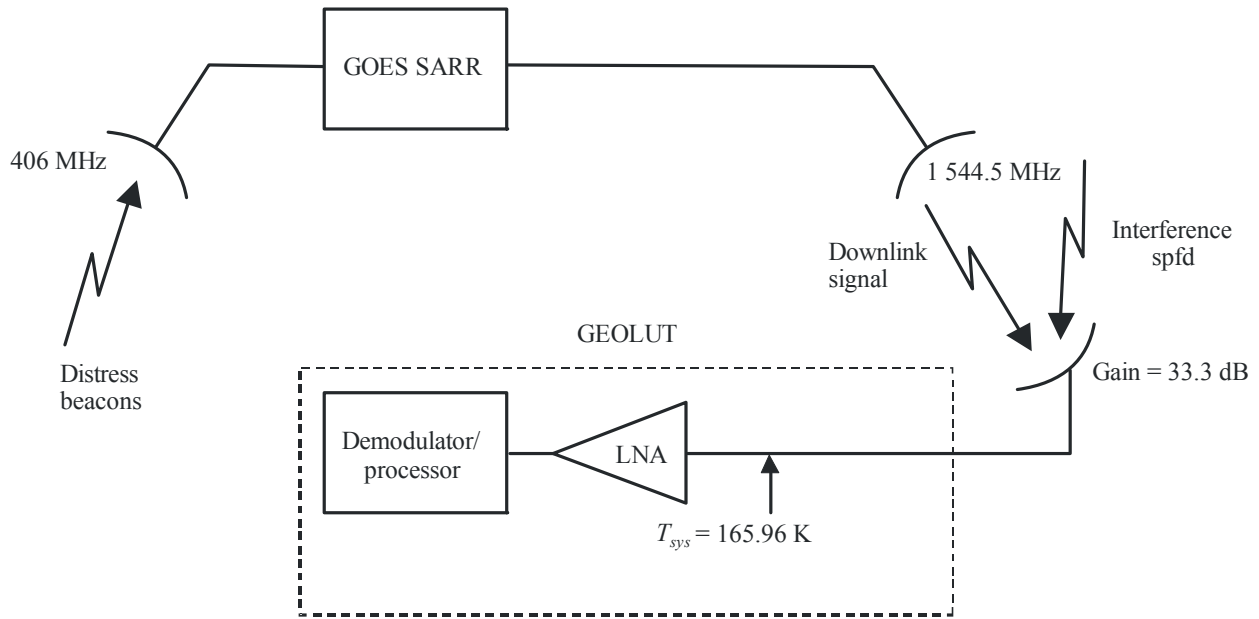 GOES SARR
406 MHz
1 544.5 MHz
Distress
beacons
Downlink
signal
Interference
spfd
GEOLUT
Gain = 33.3 dB
Demodulator/
processor
LNA
T_sys = 165.96 K